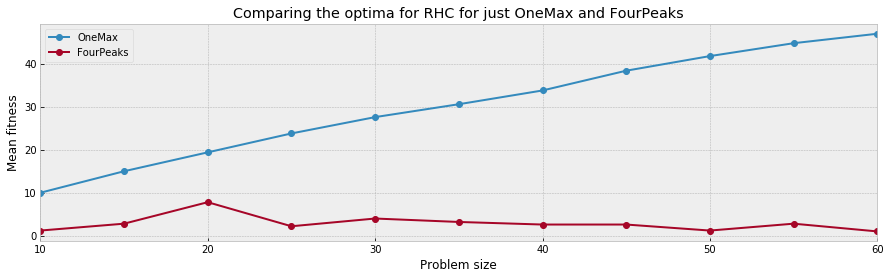 Comparing the optima for RHC for just OneMax and FourPeaks
OneMax
FourPeaks
Mean fitness
40
30
20
10
0
10 20 30 40 50 60
Problem size